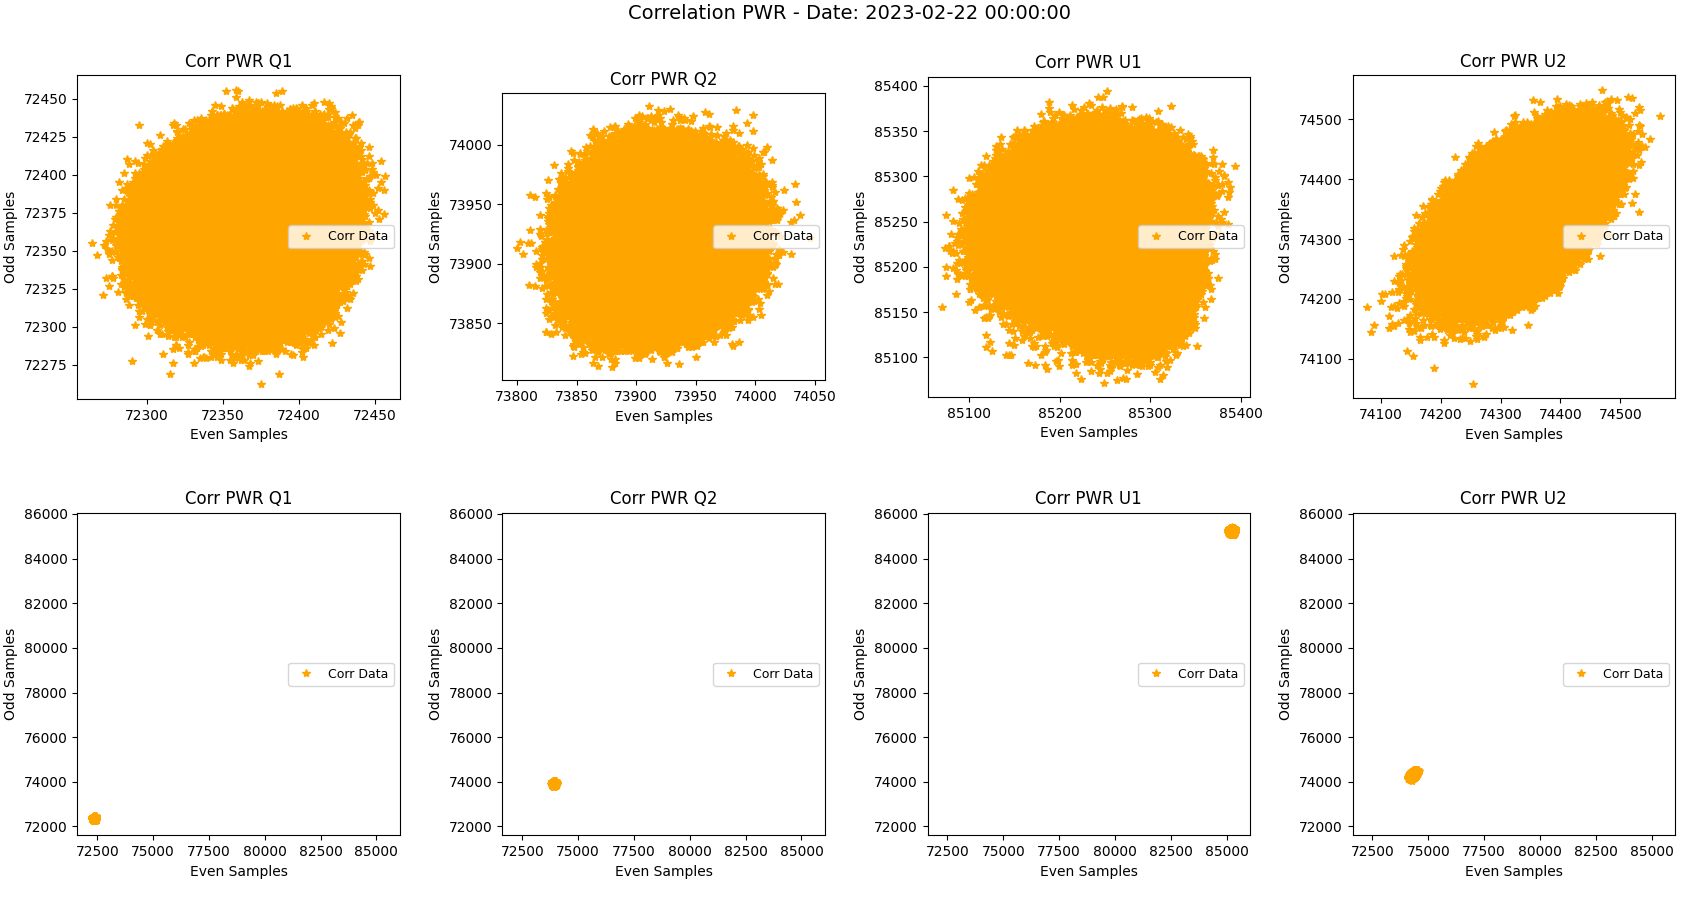 Correlation PWR - Date: 2023-02-22 00:00:00
Corr PWR Q1
Odd Samples
72450
72425
72400
72375
72350
72325
72300
72275
72300 72350 72400 72450
Even Samples
Corr Data
Corr PWR Q2
Odd Samples
74000
73950
73900
73850
73800 73850 73900 73950 74000 74050
Even Samples
Corr Data
Corr PWR U1
Odd Samples
85400
85350
85300
85250
85200
85150
85100
85100 85200 85300 85400
Even Samples
Corr Data
Corr PWR U2
Odd Samples
74500
74400
74300
74200
74100
74100 74200 74300 74400 74500
Even Samples
Corr Data
Corr PWR Q1
Odd Samples
86000
84000
82000
80000
78000
76000
74000
72000
72500 75000 77500 80000 82500 85000
Even Samples
Corr Data
Corr PWR Q2
Odd Samples
86000
84000
82000
80000
78000
76000
74000
72000
72500 75000 77500 80000 82500 85000
Even Samples
Corr Data
Corr PWR U1
Odd Samples
86000
84000
82000
80000
78000
76000
74000
72000
72500 75000 77500 80000 82500 85000
Even Samples
Corr Data
Corr PWR U2
Odd Samples
86000
84000
82000
80000
78000
76000
74000
72000
72500 75000 77500 80000 82500 85000
Even Samples
Corr Data